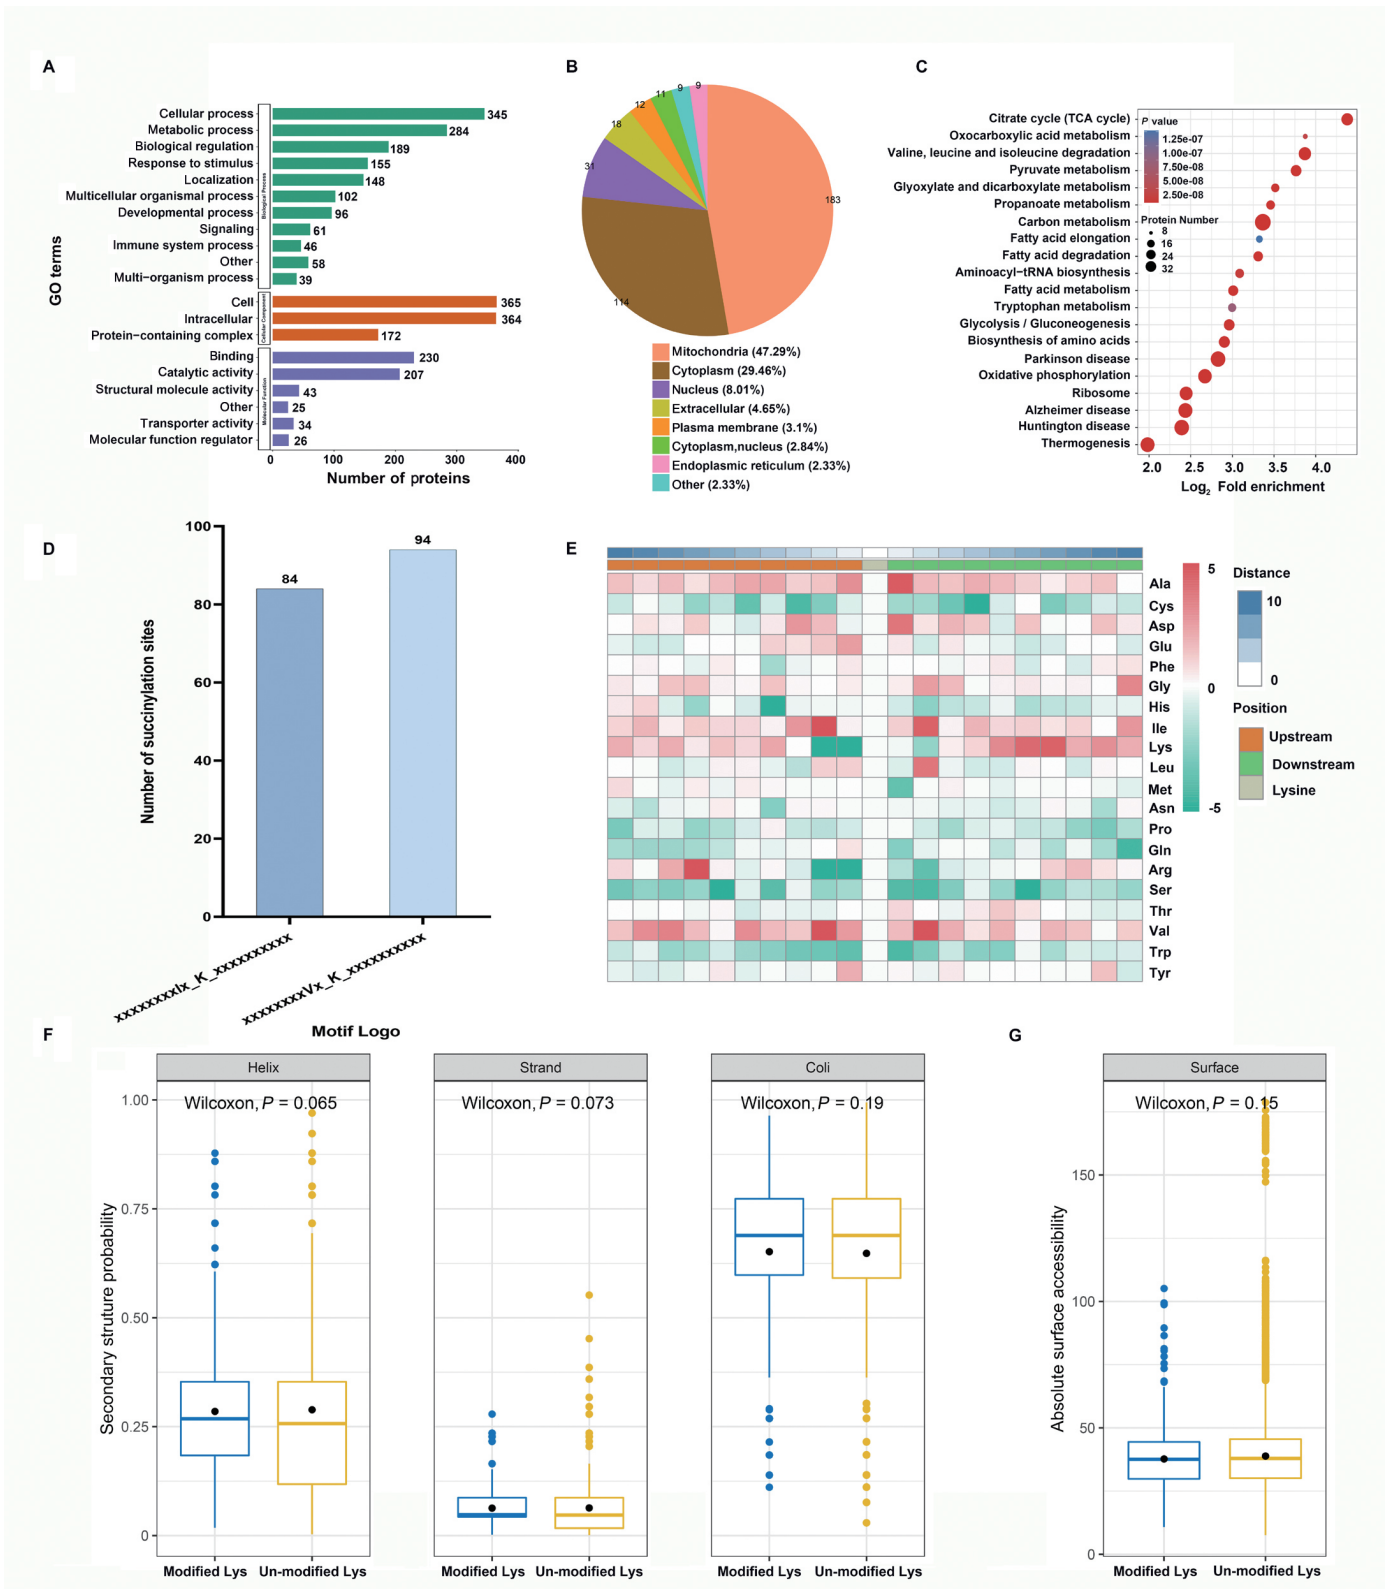 A
GO terms
Biological Process
Cellular process 345
Metabolic process 284
Biological regulation 189
Response to stimulus 155
Localization 148
Multicellular organismal process 102
Developmental process 96
Signaling 61
Immune system process 46
Other 58
Multi−organism process 39
Cellular Component
Cell 365
Intracellular 364
Protein-containing complex 172
Molecular Function
Binding 230
Catalytic activity 207
Structural molecule activity 43
Other 25
Transporter activity 34
Molecular function regulator 26
0 100 200 300 400
Number of proteins
B
9 9
11
12
18
31
183
114
Mitochondria (47.29%)
Cytoplasm (29.46%)
Nucleus (8.01%)
Extracellular (4.65%)
Plasma membrane (3.1%)
Cytoplasm,nucleus (2.84%)
Endoplasmic reticulum (2.33%)
Other (2.33%)
C
Citrate cycle (TCA cycle)
Oxocarboxylic acid metabolism
Valine, leucine and isoleucine degradation
Pyruvate metabolism
Glyoxylate and dicarboxylate metabolism
Propanoate metabolism
Carbon metabolism
Fatty acid elongation
Fatty acid degradation
Aminoacyl−tRNA biosynthesis
Fatty acid metabolism
Tryptophan metabolism
Glycolysis / Gluconeogenesis
Biosynthesis of amino acids
Parkinson disease
Oxidative phosphorylation
Ribosome
Alzheimer disease
Huntington disease
Thermogenesis
P value
1.25e-07
1.00e-07
7.50e-08
5.00e-08
2.50e-08
Protein Number
8
16
24
32
2.0 2.5 3.0 3.5 4.0
Log2 Fold enrichment
D
Number of succinylation sites
100
80
60
40
20
0
84
94
xxxxxxxxIx_K_xxxxxxxxxx
xxxxxxxxVx_K_xxxxxxxxxx
Motif Logo
E
Ala
Cys
Asp
Glu
Phe
Gly
His
Ile
Lys
Leu
Met
Asn
Pro
Gln
Arg
Ser
Thr
Val
Trp
Tyr
5
0
-5
Distance
10
0
Position
Upstream
Downstream
Lysine
F
Secondary struture probability
1.00
0.75
0.50
0.25
0
Helix
Wilcoxon, P = 0.065
Modified Lys Un-modified Lys
Strand
Wilcoxon, P = 0.073
Modified Lys Un-modified Lys
Coli
Wilcoxon, P = 0.19
Modified Lys Un-modified Lys
G
Surface
Wilcoxon, P = 0.15
Absolute surface accessibility
150
100
50
0
Modified Lys Un-modified Lys